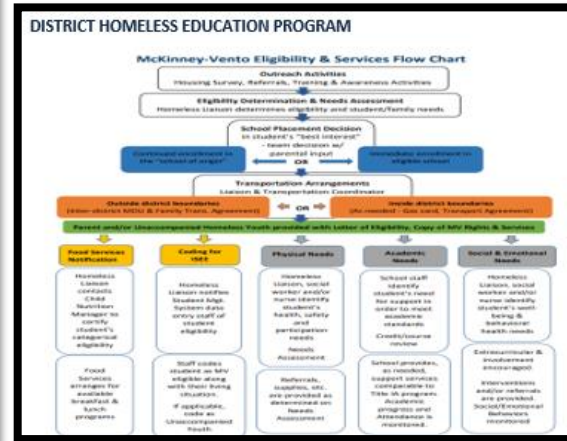 DISTRICT HOMELESS EDUCATION PROGRAM
McKinney-Vento Eligibility & Services Flow Chart
Outreach Activities
Housing Survey, Referrals, Training & Awareness Activities
Eligibility Determination & Needs Assessment
Homeless Liaison determines eligibility and student/family needs
School Placement Decision
in student's "best interest"
- team decision w/
parental input
Continued enrollment in
the "school of origin"
OR
Immediate enrollment in
eligible school
Transportation Arrangements
Liaison & Transportation Coordinator
Outside district boundaries
(Inter-district MOU & Family Trans. Agreement)
OR
Inside district boundaries
(As needed - Gas card, Transport Agreement)
Parent and/or Unaccompanied Homeless Youth provided with Letter of Eligibility, Copy of MV Rights & Services
Food Services
Notification
Homeless
Liaison
contacts
Child
Nutrition
Manager to
certify
student's
categorical
eligibility
Food
Services
arranges for
available
breakfast &
lunch
programs
Coding for
ISEE
Homeless
Liaison notifies
Student Mgt.
System data
entry staff of
student
eligibility
Staff codes
student as MV
eligible along
with their living
situation.
If applicable,
code as
Unaccompanied
Youth
Physical Needs
Homeless
Liaison, social
worker and/or
nurse identify
student's
health, safety
and
participation
needs
Needs
Assessment
Referrals,
supplies, etc.
are provided as
determined on
Needs
Assessment
Academic
Needs
School staff
identify
student's need
for support in
order to meet
academic
standards
Credit/course
review
School provides,
as needed,
support services
comparable to
Title IA program.
Academic
progress and
Attendance is
monitored.
Social & Emotional
Needs
Homeless
Liaison, social
worker and/or
nurse identify
student's well-
being &
behavioral
health needs
Extracurricular &
involvement
encouraged.
Interventions
and/or referrals
are provided.
Social/Emotional
Behaviors
monitored